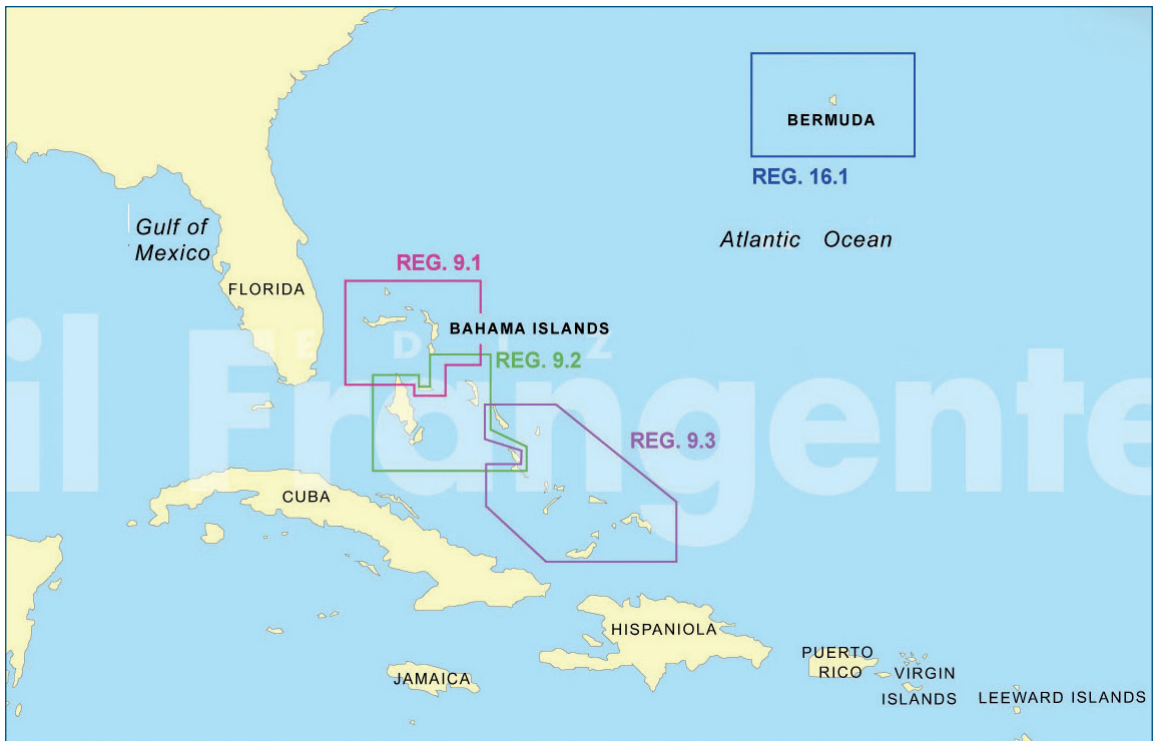 BERMUDA
REG. 16.1
Gulf of
Mexico
Atlantic Ocean
REG. 9.1
FLORIDA
BAHAMA ISLANDS
EDIZ
REG. 9.2
il Frangente
REG. 9.3
CUBA
HISPANIOLA
PUERTO
RICO
VIRGIN
ISLANDS
JAMAICA
LEEWARD ISLANDS